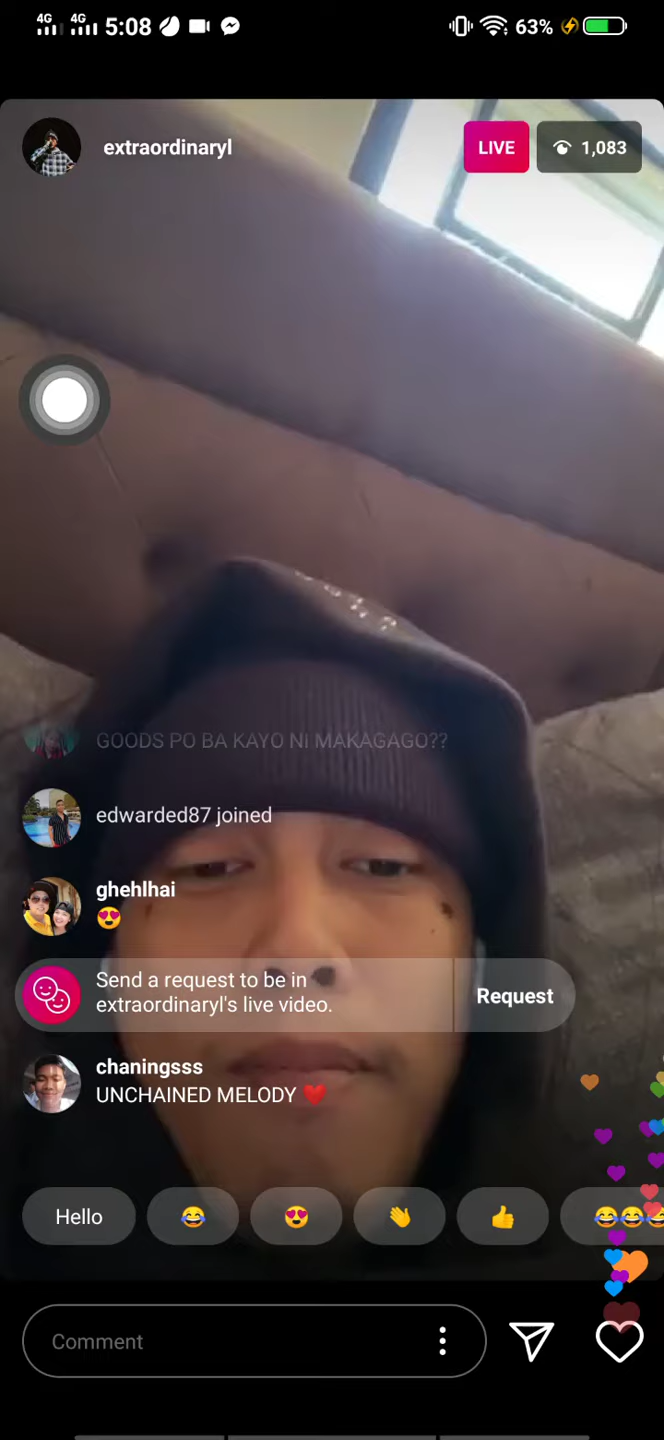 4G 4G 5:08 63%
extraordinaryl LIVE 1,083
GOODS PO BA KAYO NI MAKAGAGO??
edwarded87 joined
ghehlhai
😍
Send a request to be in
extraordinaryl's live video.
Request
chaningsss
UNCHAINED MELODY ❤️
Hello 😂 😍 👋 👍 😂😂😂
Comment